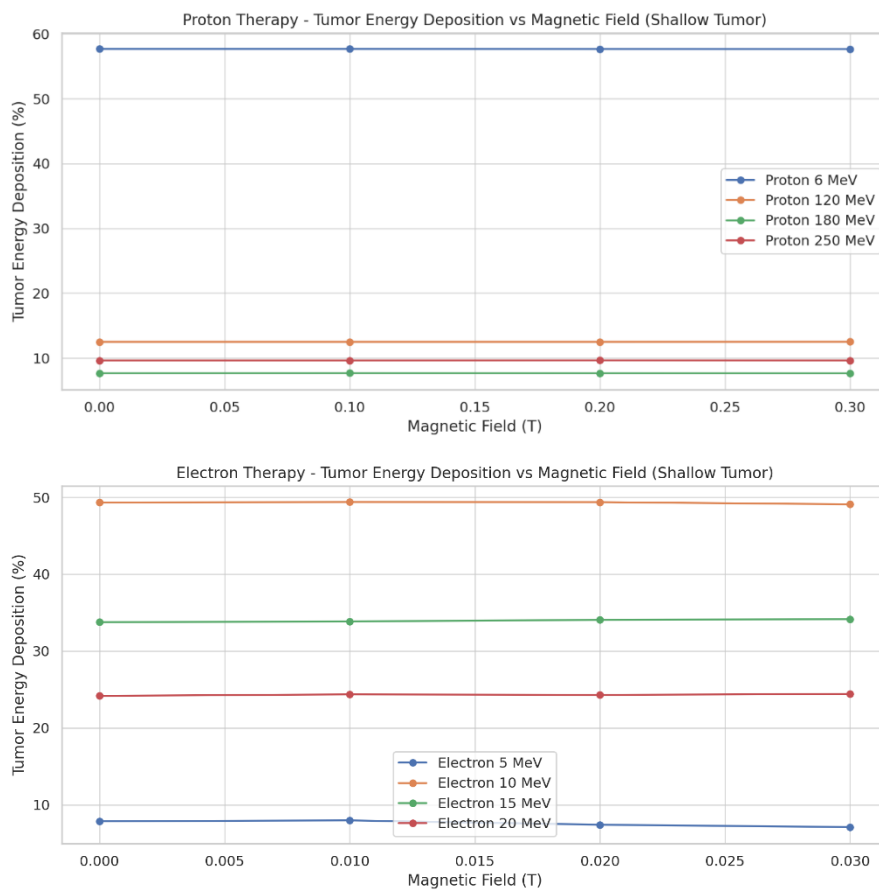 Proton Therapy - Tumor Energy Deposition vs Magnetic Field (Shallow Tumor)
Tumor Energy Deposition (%)
60
50
40
30
20
10
Proton 6 MeV
Proton 120 MeV
Proton 180 MeV
Proton 250 MeV
0.00 0.05 0.10 0.15 0.20 0.25 0.30
Magnetic Field (T)
Electron Therapy - Tumor Energy Deposition vs Magnetic Field (Shallow Tumor)
Tumor Energy Deposition (%)
50
40
30
20
10
Electron 5 MeV
Electron 10 MeV
Electron 15 MeV
Electron 20 MeV
0.000 0.005 0.010 0.015 0.020 0.025 0.030
Magnetic Field (T)